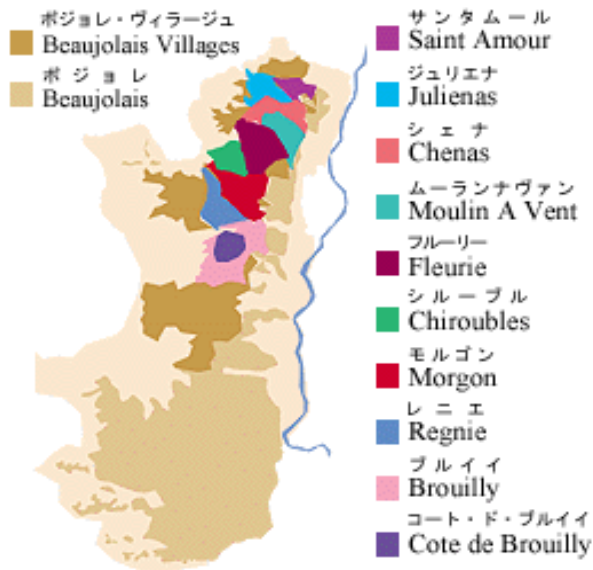 ボジョレ・ヴィラージュ
Beaujolais Villages
ボジョレ
Beaujolais
サンタムール
Saint Amour
ジュリエナ
Julienas
シェナ
Chenas
ムーランナヴァン
Moulin A Vent
フルーリー
Fleurie
シルーブル
Chiroubles
モルゴン
Morgon
レニエ
Regnie
ブルイイ
Brouilly
コート・ド・ブルイイ
Cote de Brouilly